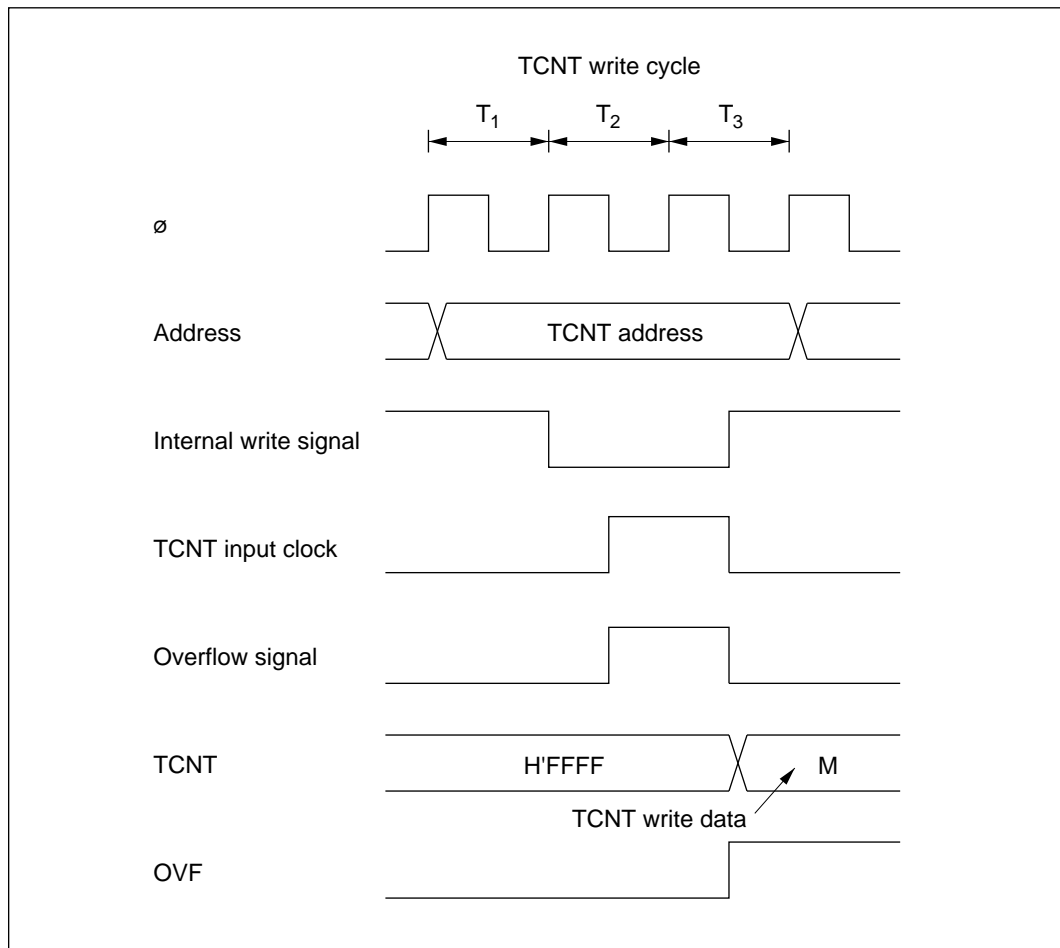 TCNT write cycle
T1 T2 T3
ø
Address TCNT address
Internal write signal
TCNT input clock
Overflow signal
TCNT H'FFFF M
TCNT write data
OVF